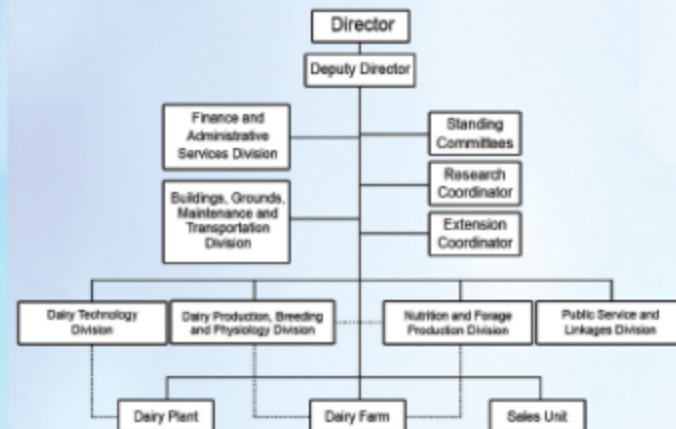 Director
Deputy Director
Finance and
Administrative
Services Division
Standing
Committees
Research
Coordinator
Buildings, Grounds,
Maintenance and
Transportation
Division
Extension
Coordinator
Dairy Technology
Division
Dairy Production, Breeding
and Physiology Division
Nutrition and Forage
Production Division
Public Service and
Linkages Division
Dairy Plant
Dairy Farm
Sales Unit